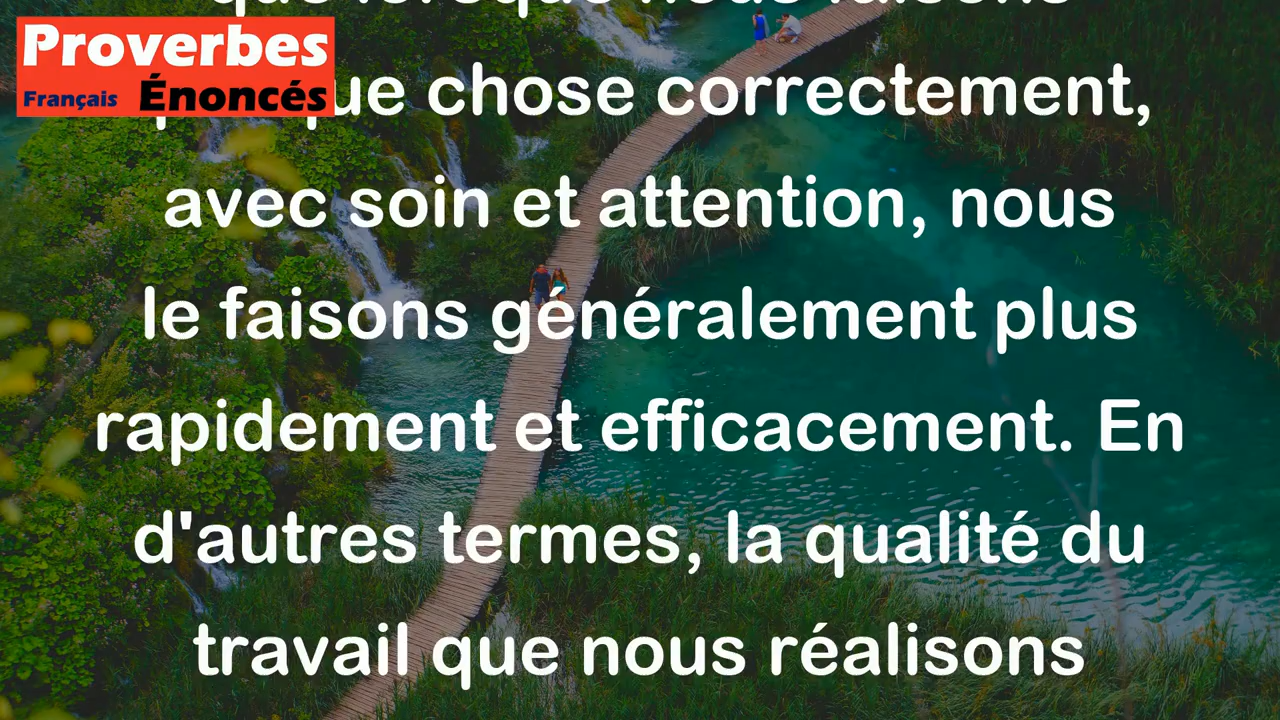 Proverbes
Français Énoncés
que lorsque nous faisons
que chose correctement,
avec soin et attention, nous
le faisons généralement plus
rapidement et efficacement. En
d'autres termes, la qualité du
travail que nous réalisons